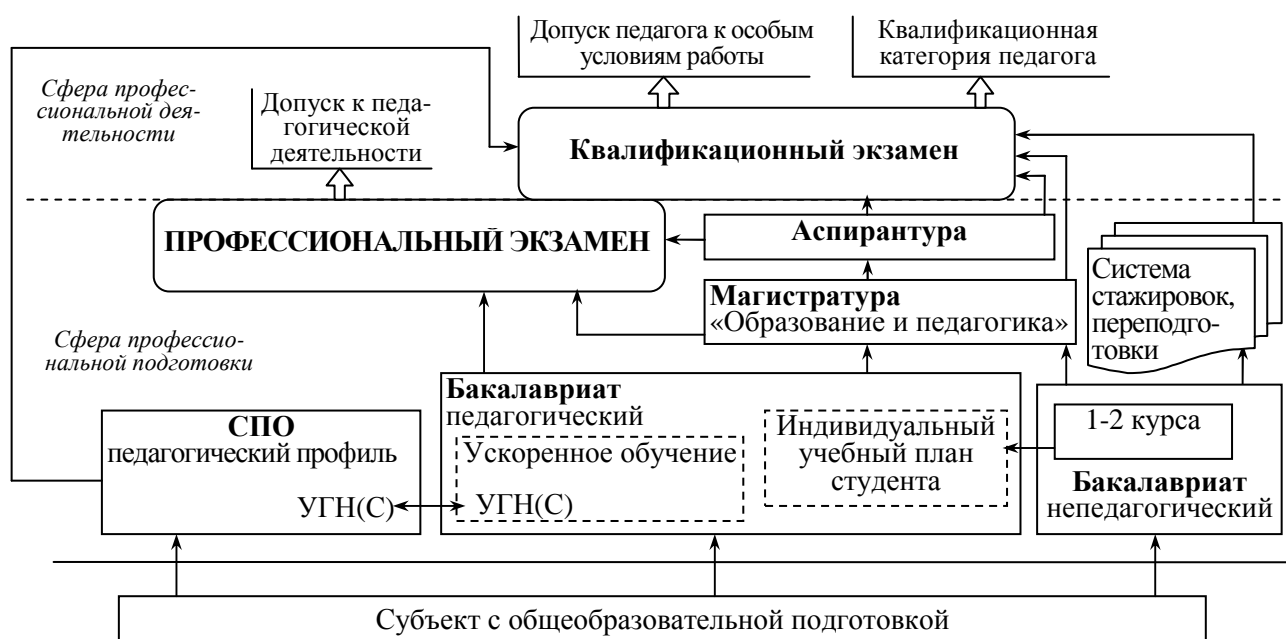 Допуск педагога к особым
условиям работы
Квалификационная
категория педагога
Сфера профес-
сиональной дея-
тельности
Допуск к педа-
гогической
деятельности
Квалификационный экзамен
ПРОФЕССИОНАЛЬНЫЙ ЭКЗАМЕН
Аспирантура
Магистратура
«Образование и педагогика»
Система
стажировок,
переподго-
товки
Сфера профессио-
нальной подготовки
СПО
педагогический профиль
УГН(С)
Бакалавриат
педагогический
Ускоренное обучение
УГН(С)
Индивидуальный
учебный план
студента
1-2 курса
Бакалавриат
непедагогический
Субъект с общеобразовательной подготовкой